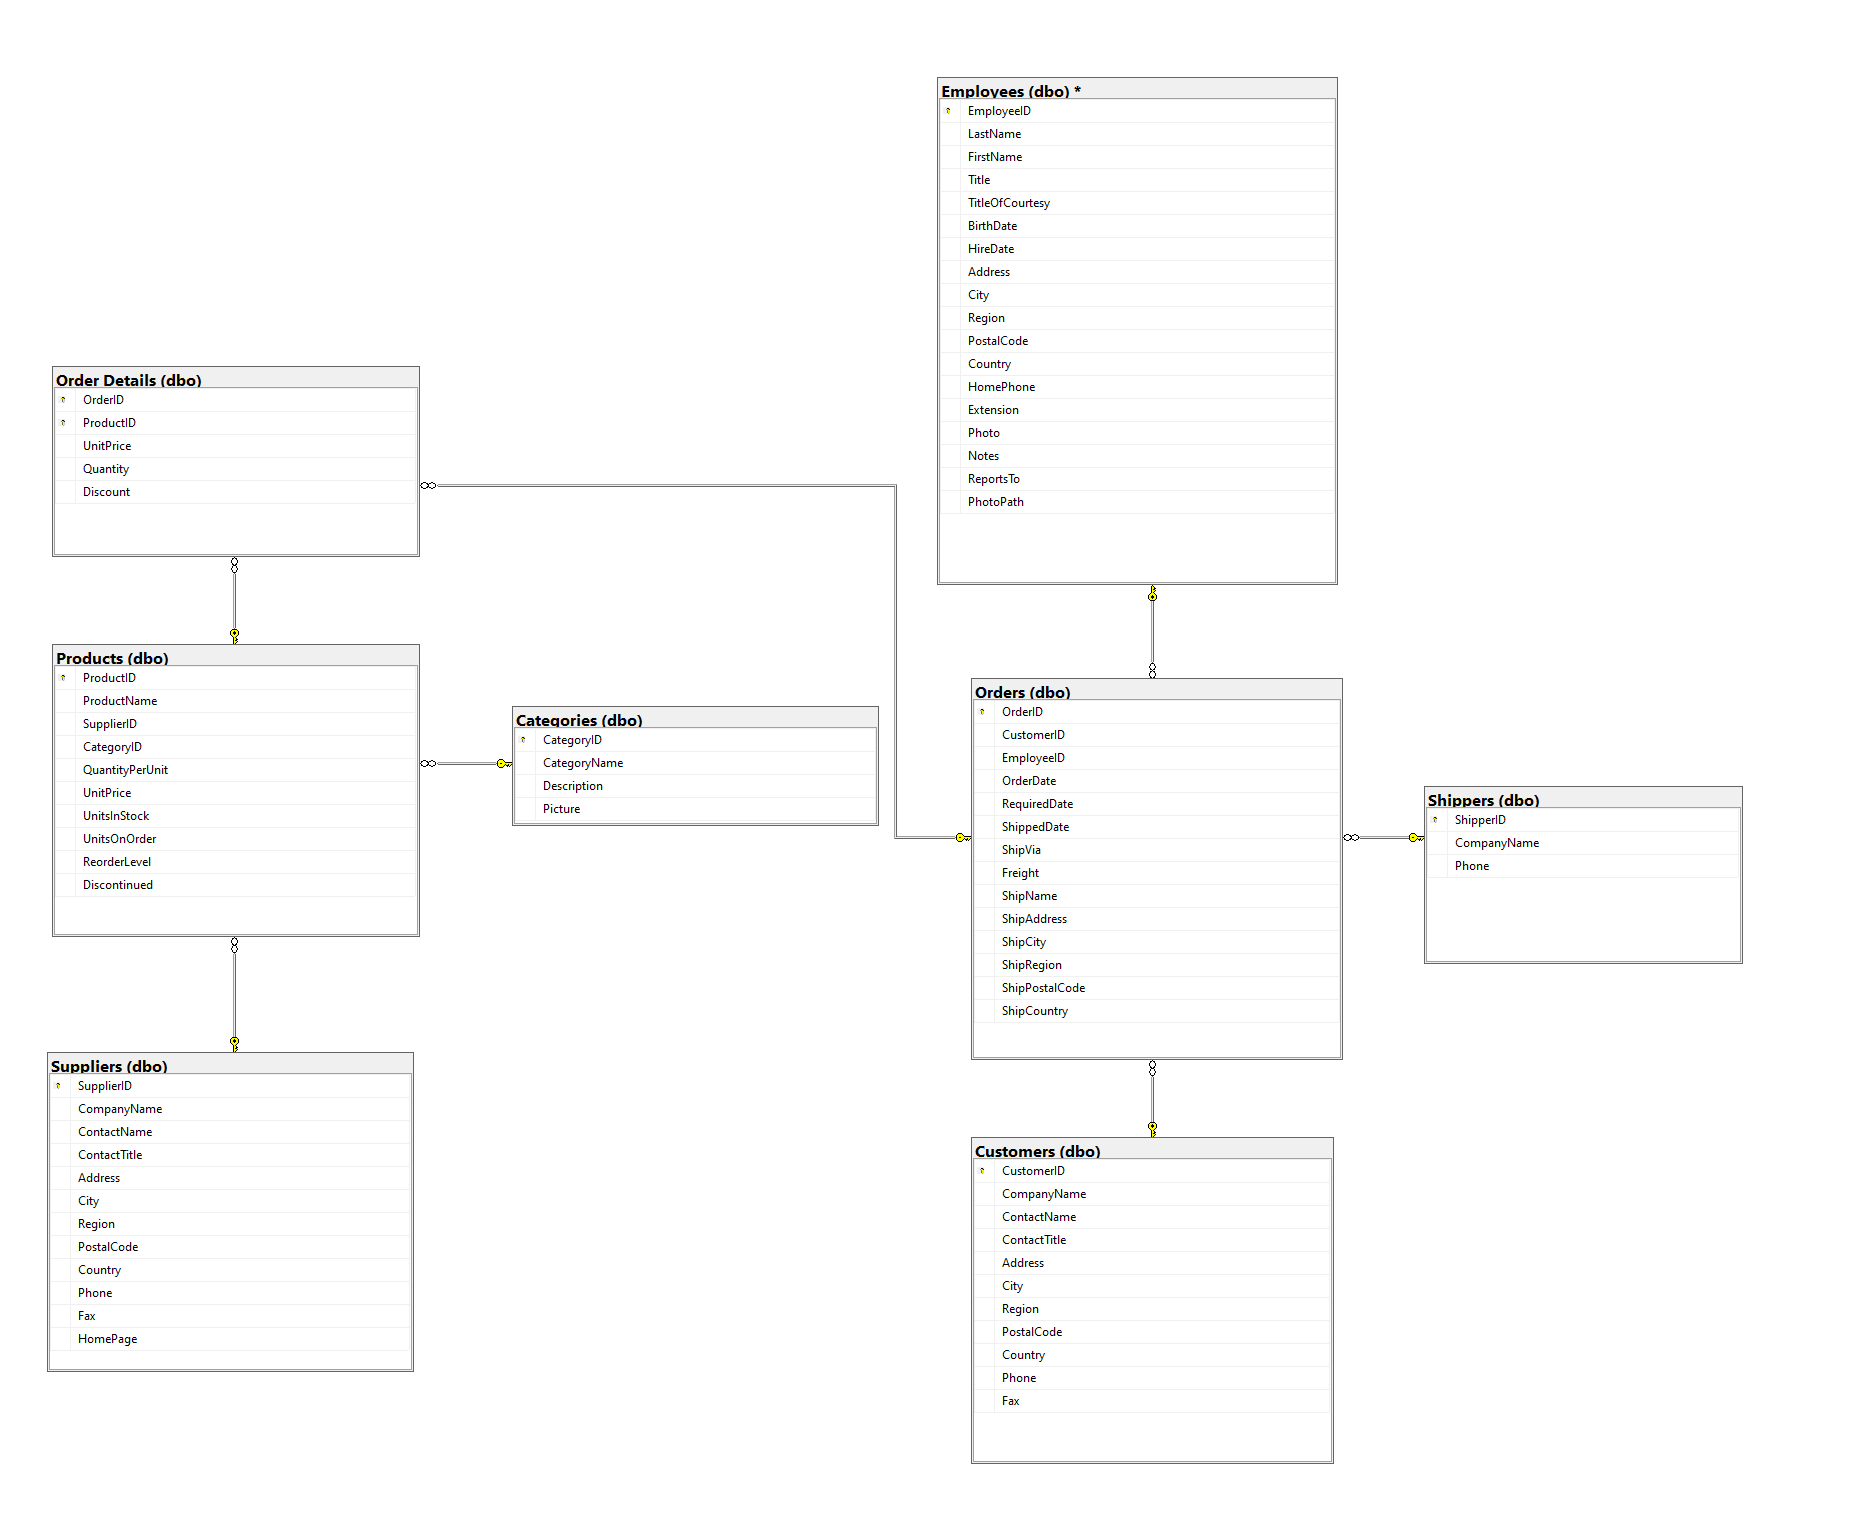 Employees (dbo) *
EmployeeID
LastName
FirstName
Title
TitleOfCourtesy
BirthDate
HireDate
Address
City
Region
PostalCode
Country
HomePhone
Extension
Photo
Notes
ReportsTo
PhotoPath
Order Details (dbo)
OrderID
ProductID
UnitPrice
Quantity
Discount
Products (dbo)
ProductID
ProductName
SupplierID
CategoryID
QuantityPerUnit
UnitPrice
UnitsInStock
UnitsOnOrder
ReorderLevel
Discontinued
Categories (dbo)
CategoryID
CategoryName
Description
Picture
Orders (dbo)
OrderID
CustomerID
EmployeeID
OrderDate
RequiredDate
ShippedDate
ShipVia
Freight
ShipName
ShipAddress
ShipCity
ShipRegion
ShipPostalCode
ShipCountry
Shippers (dbo)
ShipperID
CompanyName
Phone
Suppliers (dbo)
SupplierID
CompanyName
ContactName
ContactTitle
Address
City
Region
PostalCode
Country
Phone
Fax
HomePage
Customers (dbo)
CustomerID
CompanyName
ContactName
ContactTitle
Address
City
Region
PostalCode
Country
Phone
Fax